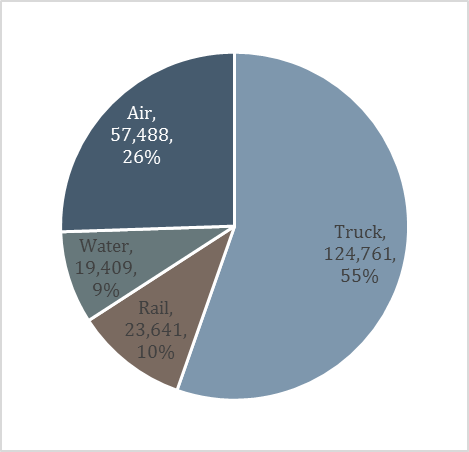 Air,
57,488,
26%
Truck,
124,761,
55%
Water,
19,409,
9%
Rail,
23,641,
10%